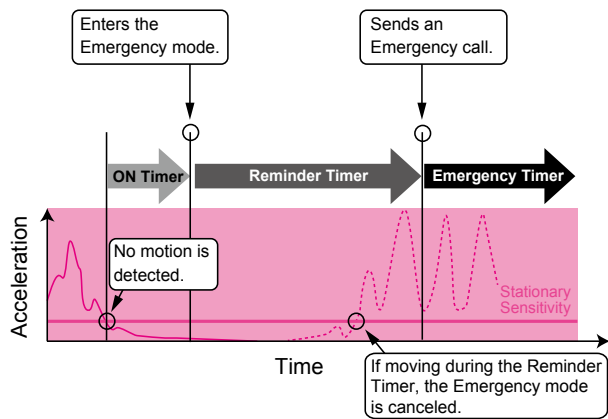 Enters the
Emergency mode.
Sends an
Emergency call.
ON Timer
Reminder Timer
Emergency Timer
No motion is
detected.
Stationary
Sensitivity
Acceleration
Time
If moving during the Reminder
Timer, the Emergency mode
is canceled.